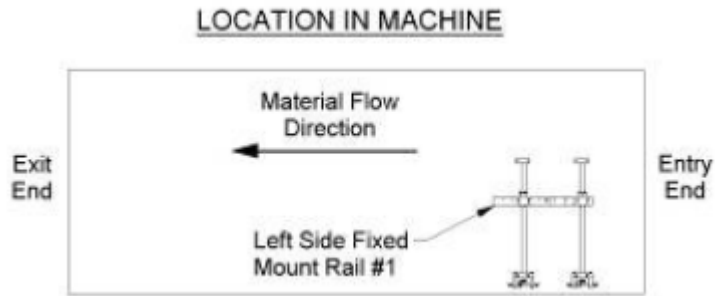 LOCATION IN MACHINE
Material Flow
Direction
Exit
End
Entry
End
Left Side Fixed
Mount Rail #1